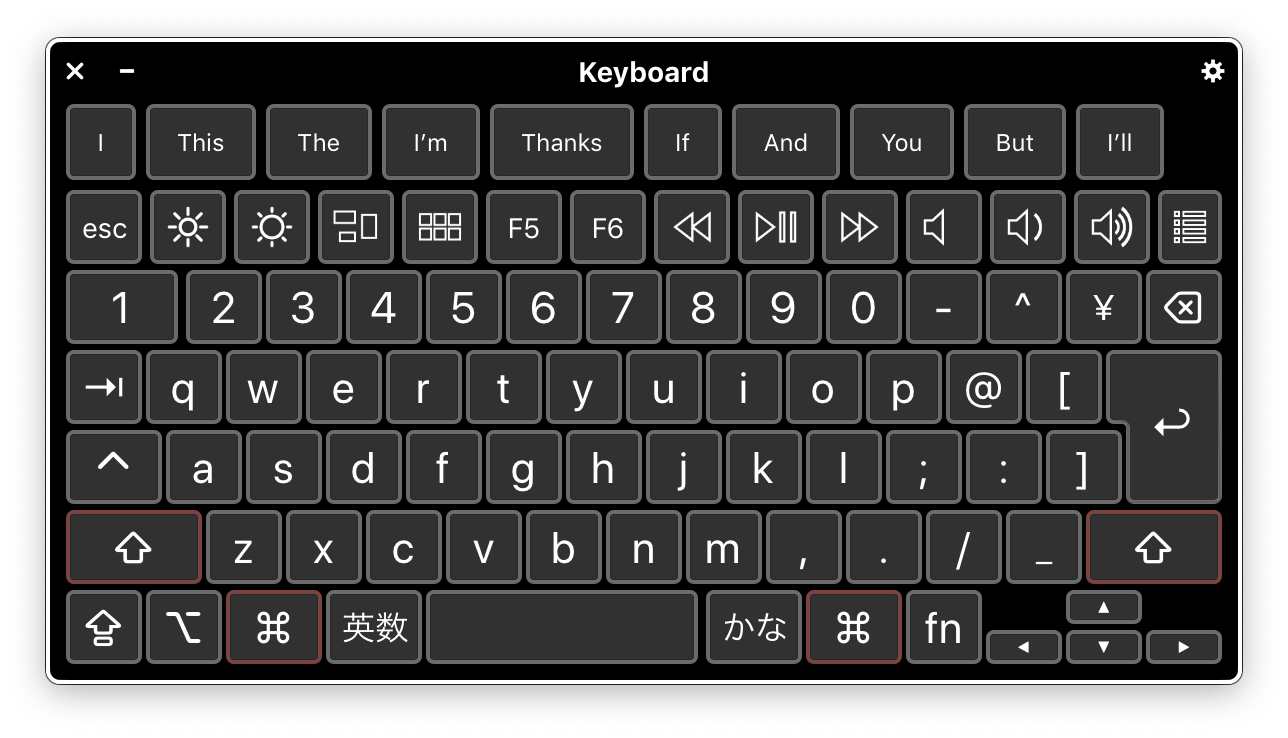 Keyboard
I This The I’m Thanks If And You But I’ll
esc F5 F6
1 2 3 4 5 6 7 8 9 0 - ^ ¥
q w e r t y u i o p @ [
a s d f g h j k l ; : ]
z x c v b n m , . / _
英数 かな fn